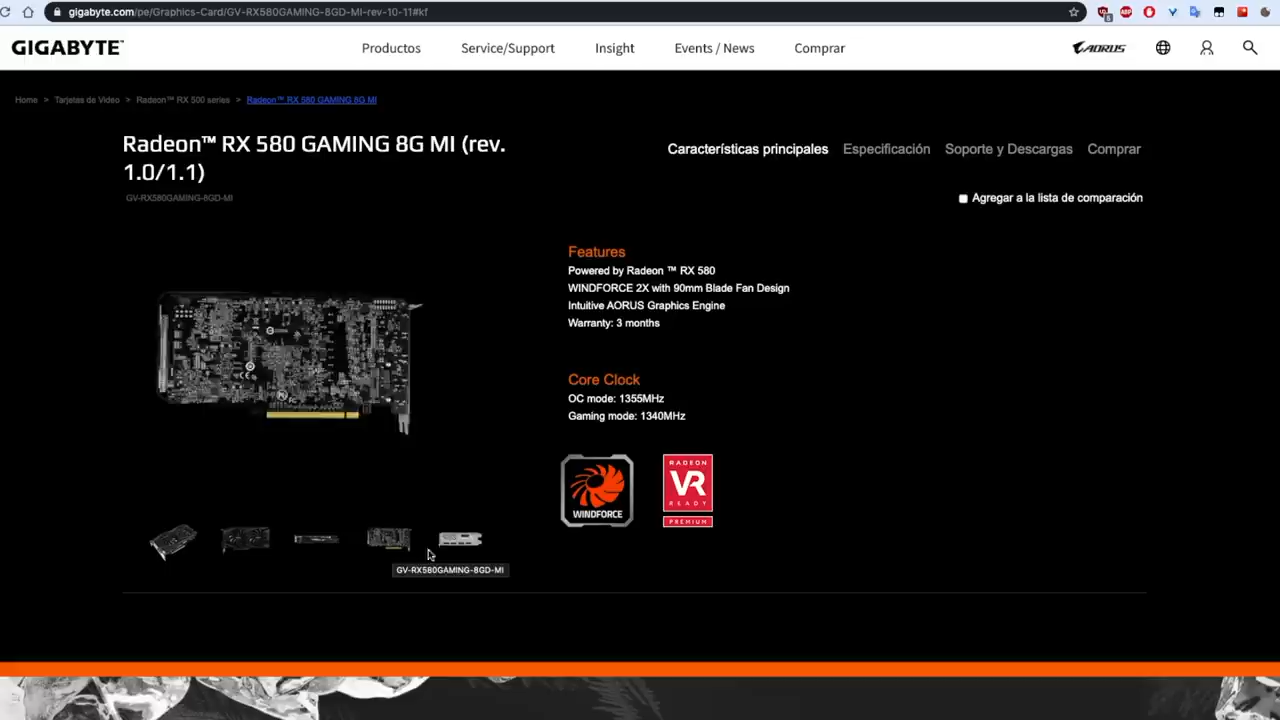 gigabyte.com/pe/Graphics-Card/GV-RX580GAMING-8GD-MI-rev-10-11#kf
GIGABYTE™
Productos
Service/Support
Insight
Events / News
Comprar
AORUS
Home > Tarjetas de Video > Radeon™ RX 500 series > Radeon™ RX 580 GAMING 8G MI
Radeon™ RX 580 GAMING 8G MI (rev.
1.0/1.1)
GV-RX580GAMING-8GD-MI
Características principales
Especificación
Soporte y Descargas
Comprar
Agregar a la lista de comparación
Features
Powered by Radeon ™ RX 580
WINDFORCE 2X with 90mm Blade Fan Design
Intuitive AORUS Graphics Engine
Warranty: 3 months
Core Clock
OC mode: 1355MHz
Gaming mode: 1340MHz
WINDFORCE
RADEON
VR
READY
PREMIUM
GV-RX580GAMING-8GD-MI